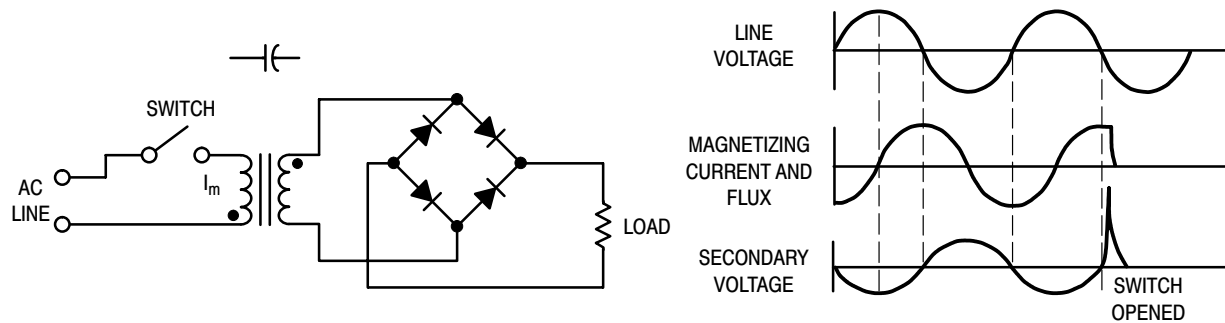 SWITCH
AC
LINE
Iₘ
LOAD
LINE
VOLTAGE
MAGNETIZING
CURRENT AND
FLUX
SECONDARY
VOLTAGE
SWITCH
OPENED